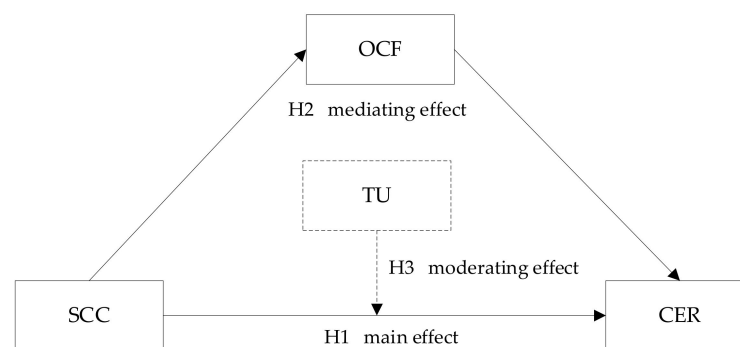 OCF
H2 mediating effect
TU
H3 moderating effect
SCC
CER
H1 main effect